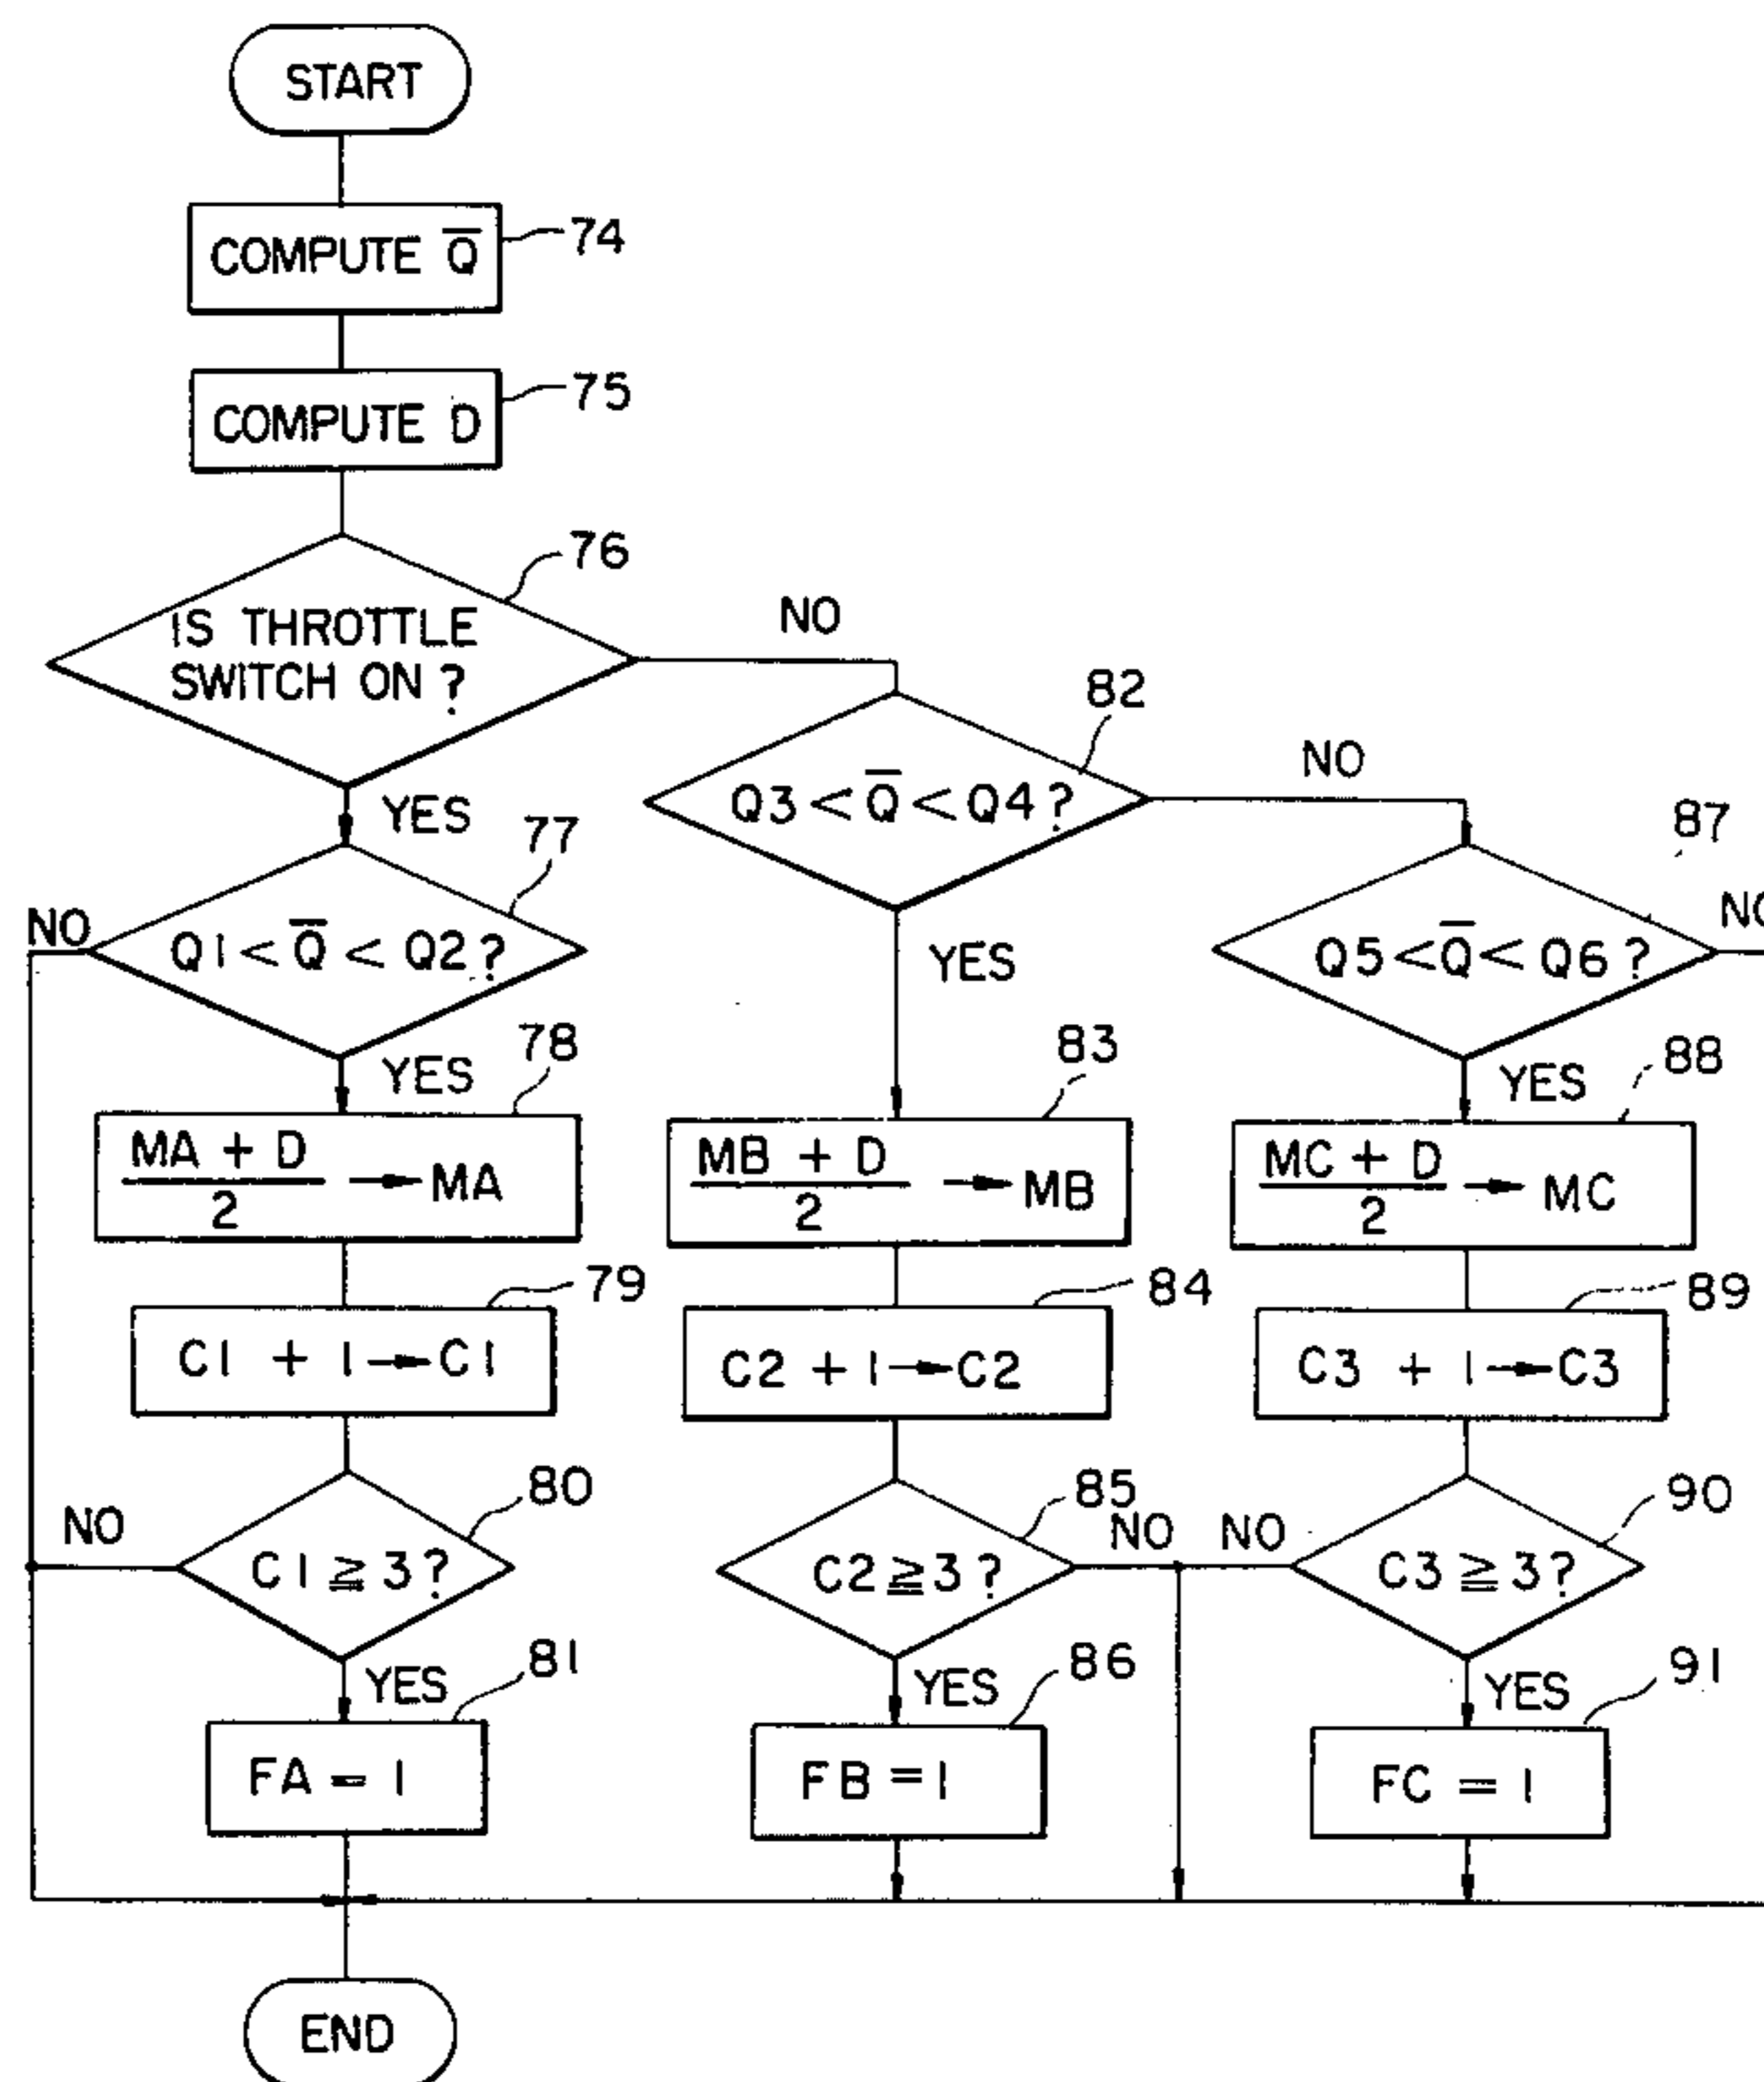 START
COMPUTE Q̅
74
COMPUTE D
75
IS THROTTLE
SWITCH ON ?
76
NO
YES
Q1 < Q̅ < Q2 ?
77
NO
YES
MA + D
2
→ MA
78
C1 + 1 → C1
79
C1 ≧ 3 ?
80
NO
YES
FA = 1
81
END
Q3 < Q̅ < Q4 ?
82
NO
YES
MB + D
2
→ MB
83
C2 + 1 → C2
84
C2 ≧ 3 ?
85
NO
YES
FB = 1
86
Q5 < Q̅ < Q6 ?
87
NO
YES
MC + D
2
→ MC
88
C3 + 1 → C3
89
C3 ≧ 3 ?
90
NO
YES
FC = 1
91